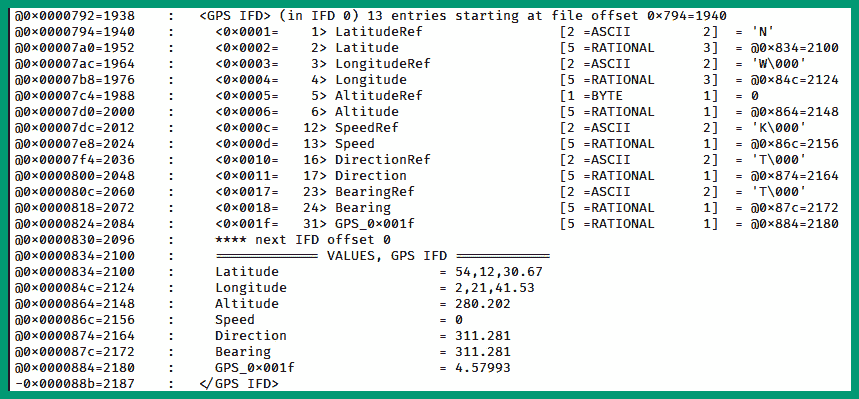 @0×0000792=1938 : <GPS IFD> (in IFD 0) 13 entries starting at file offset 0×794=1940
@0×0000794=1940 : <0×0001= 1> LatitudeRef [2 =ASCII 2] = 'N'
@0×00007a0=1952 : <0×0002= 2> Latitude [5 =RATIONAL 3] = @0×834=2100
@0×00007ac=1964 : <0×0003= 3> LongitudeRef [2 =ASCII 2] = 'W\000'
@0×00007b8=1976 : <0×0004= 4> Longitude [5 =RATIONAL 3] = @0×84c=2124
@0×00007c4=1988 : <0×0005= 5> AltitudeRef [1 =BYTE 1] = 0
@0×00007d0=2000 : <0×0006= 6> Altitude [5 =RATIONAL 1] = @0×864=2148
@0×00007dc=2012 : <0×000c= 12> SpeedRef [2 =ASCII 2] = 'K\000'
@0×00007e8=2024 : <0×000d= 13> Speed [5 =RATIONAL 1] = @0×86c=2156
@0×00007f4=2036 : <0×0010= 16> DirectionRef [2 =ASCII 2] = 'T\000'
@0×0000800=2048 : <0×0011= 17> Direction [5 =RATIONAL 1] = @0×874=2164
@0×000080c=2060 : <0×0017= 23> BearingRef [2 =ASCII 2] = 'T\000'
@0×0000818=2072 : <0×0018= 24> Bearing [5 =RATIONAL 1] = @0×87c=2172
@0×0000824=2084 : <0×001f= 31> GPS_0×001f [5 =RATIONAL 1] = @0×884=2180
@0×0000830=2096 : **** next IFD offset 0
@0×0000834=2100 : ============= VALUES, GPS IFD ============
@0×0000834=2100 : Latitude = 54,12,30.67
@0×000084c=2124 : Longitude = 2,21,41.53
@0×0000864=2148 : Altitude = 280.202
@0×000086c=2156 : Speed = 0
@0×0000874=2164 : Direction = 311.281
@0×000087c=2172 : Bearing = 311.281
@0×0000884=2180 : GPS_0×001f = 4.57993
-0×000088b=2187 : </GPS IFD>